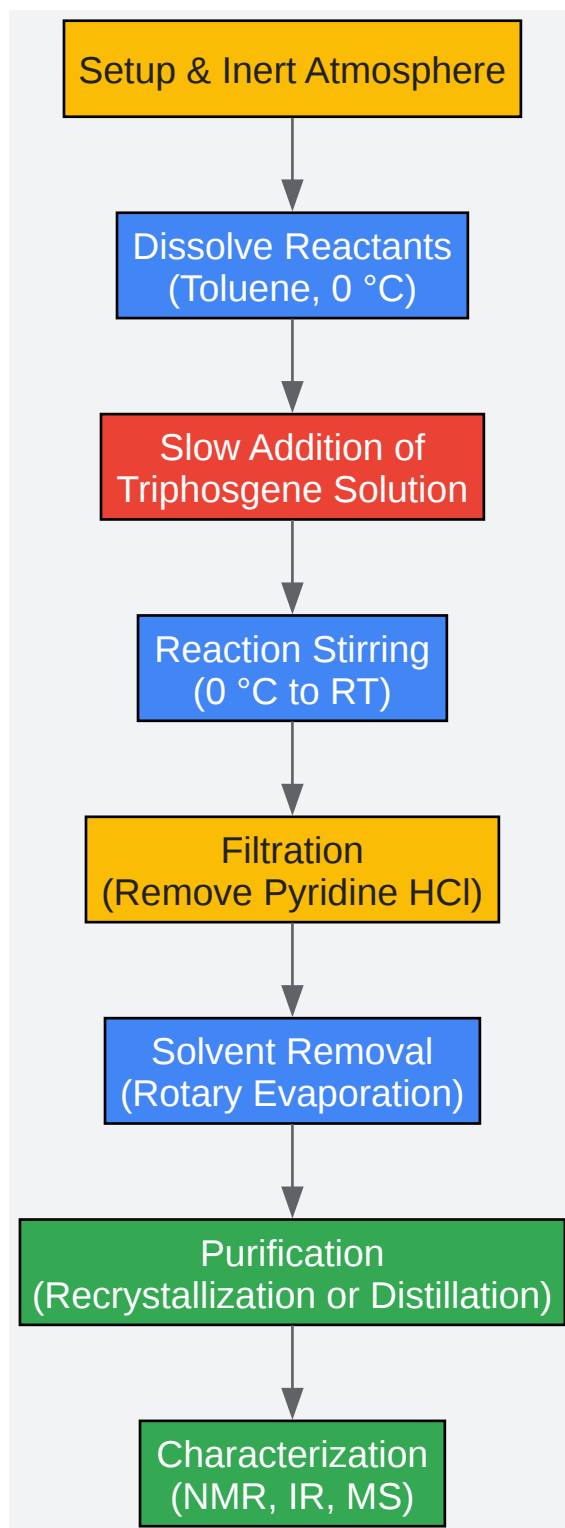 Setup & Inert Atmosphere
Dissolve Reactants
(Toluene, 0 °C)
Slow Addition of
Triphosgene Solution
Reaction Stirring
(0 °C to RT)
Filtration
(Remove Pyridine HCl)
Solvent Removal
(Rotary Evaporation)
Purification
(Recrystallization or Distillation)
Characterization
(NMR, IR, MS)